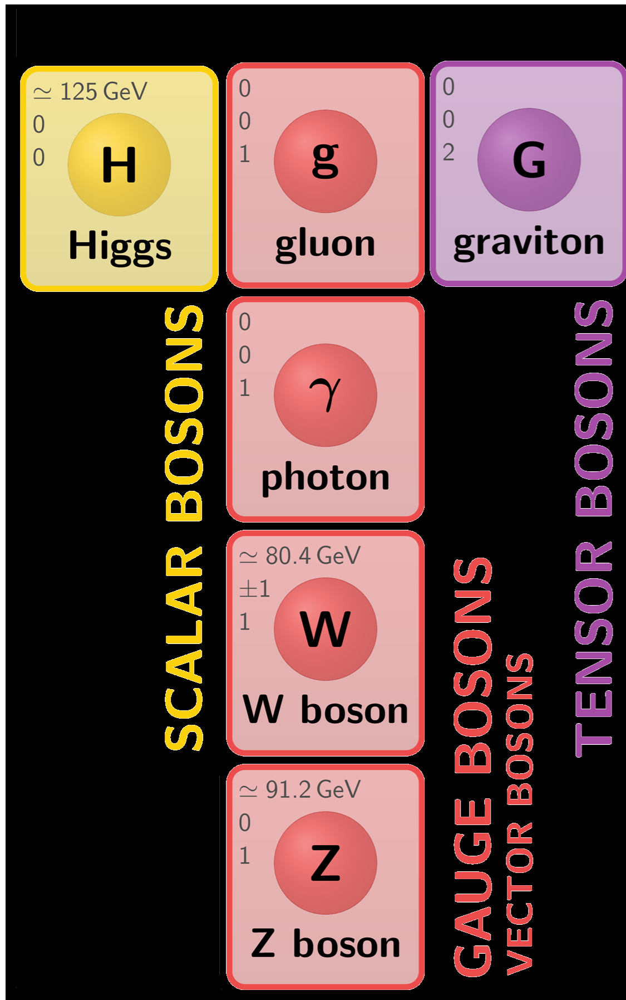 ≃ 125 GeV
0
0
H
Higgs
0
0
1
g
gluon
0
0
2
G
graviton
SCALAR BOSONS
0
0
1
γ
photon
≃ 80.4 GeV
±1
1
W
W boson
≃ 91.2 GeV
0
1
Z
Z boson
GAUGE BOSONS
VECTOR BOSONS
TENSOR BOSONS